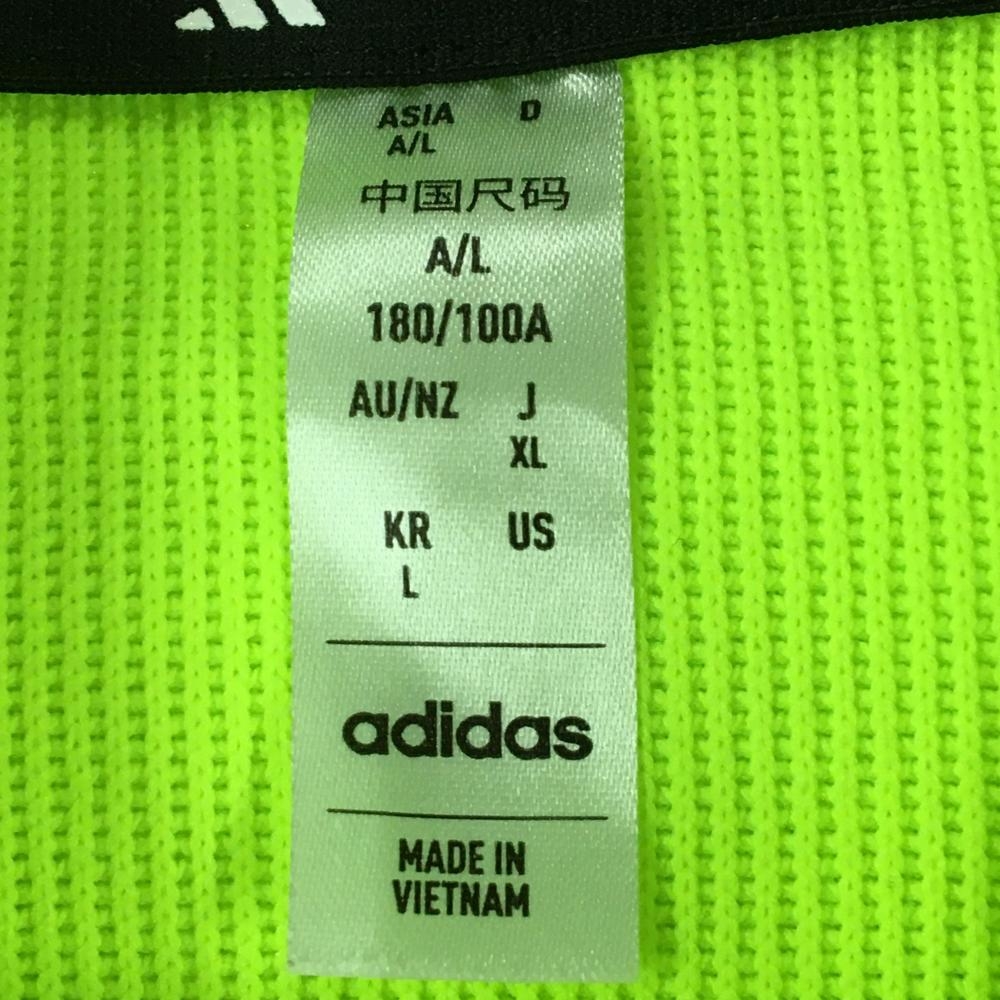 ASIA D
A/L
中国尺码
A/L
180/100A
AU/NZ J
XL
KR US
L
adidas
MADE IN
VIETNAM